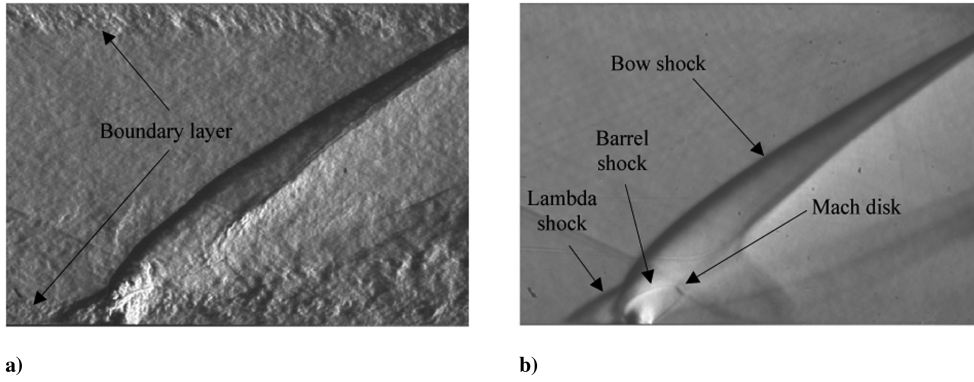 Boundary layer
Bow shock
Barrel
shock
Lambda
shock
Mach disk
a)
b)